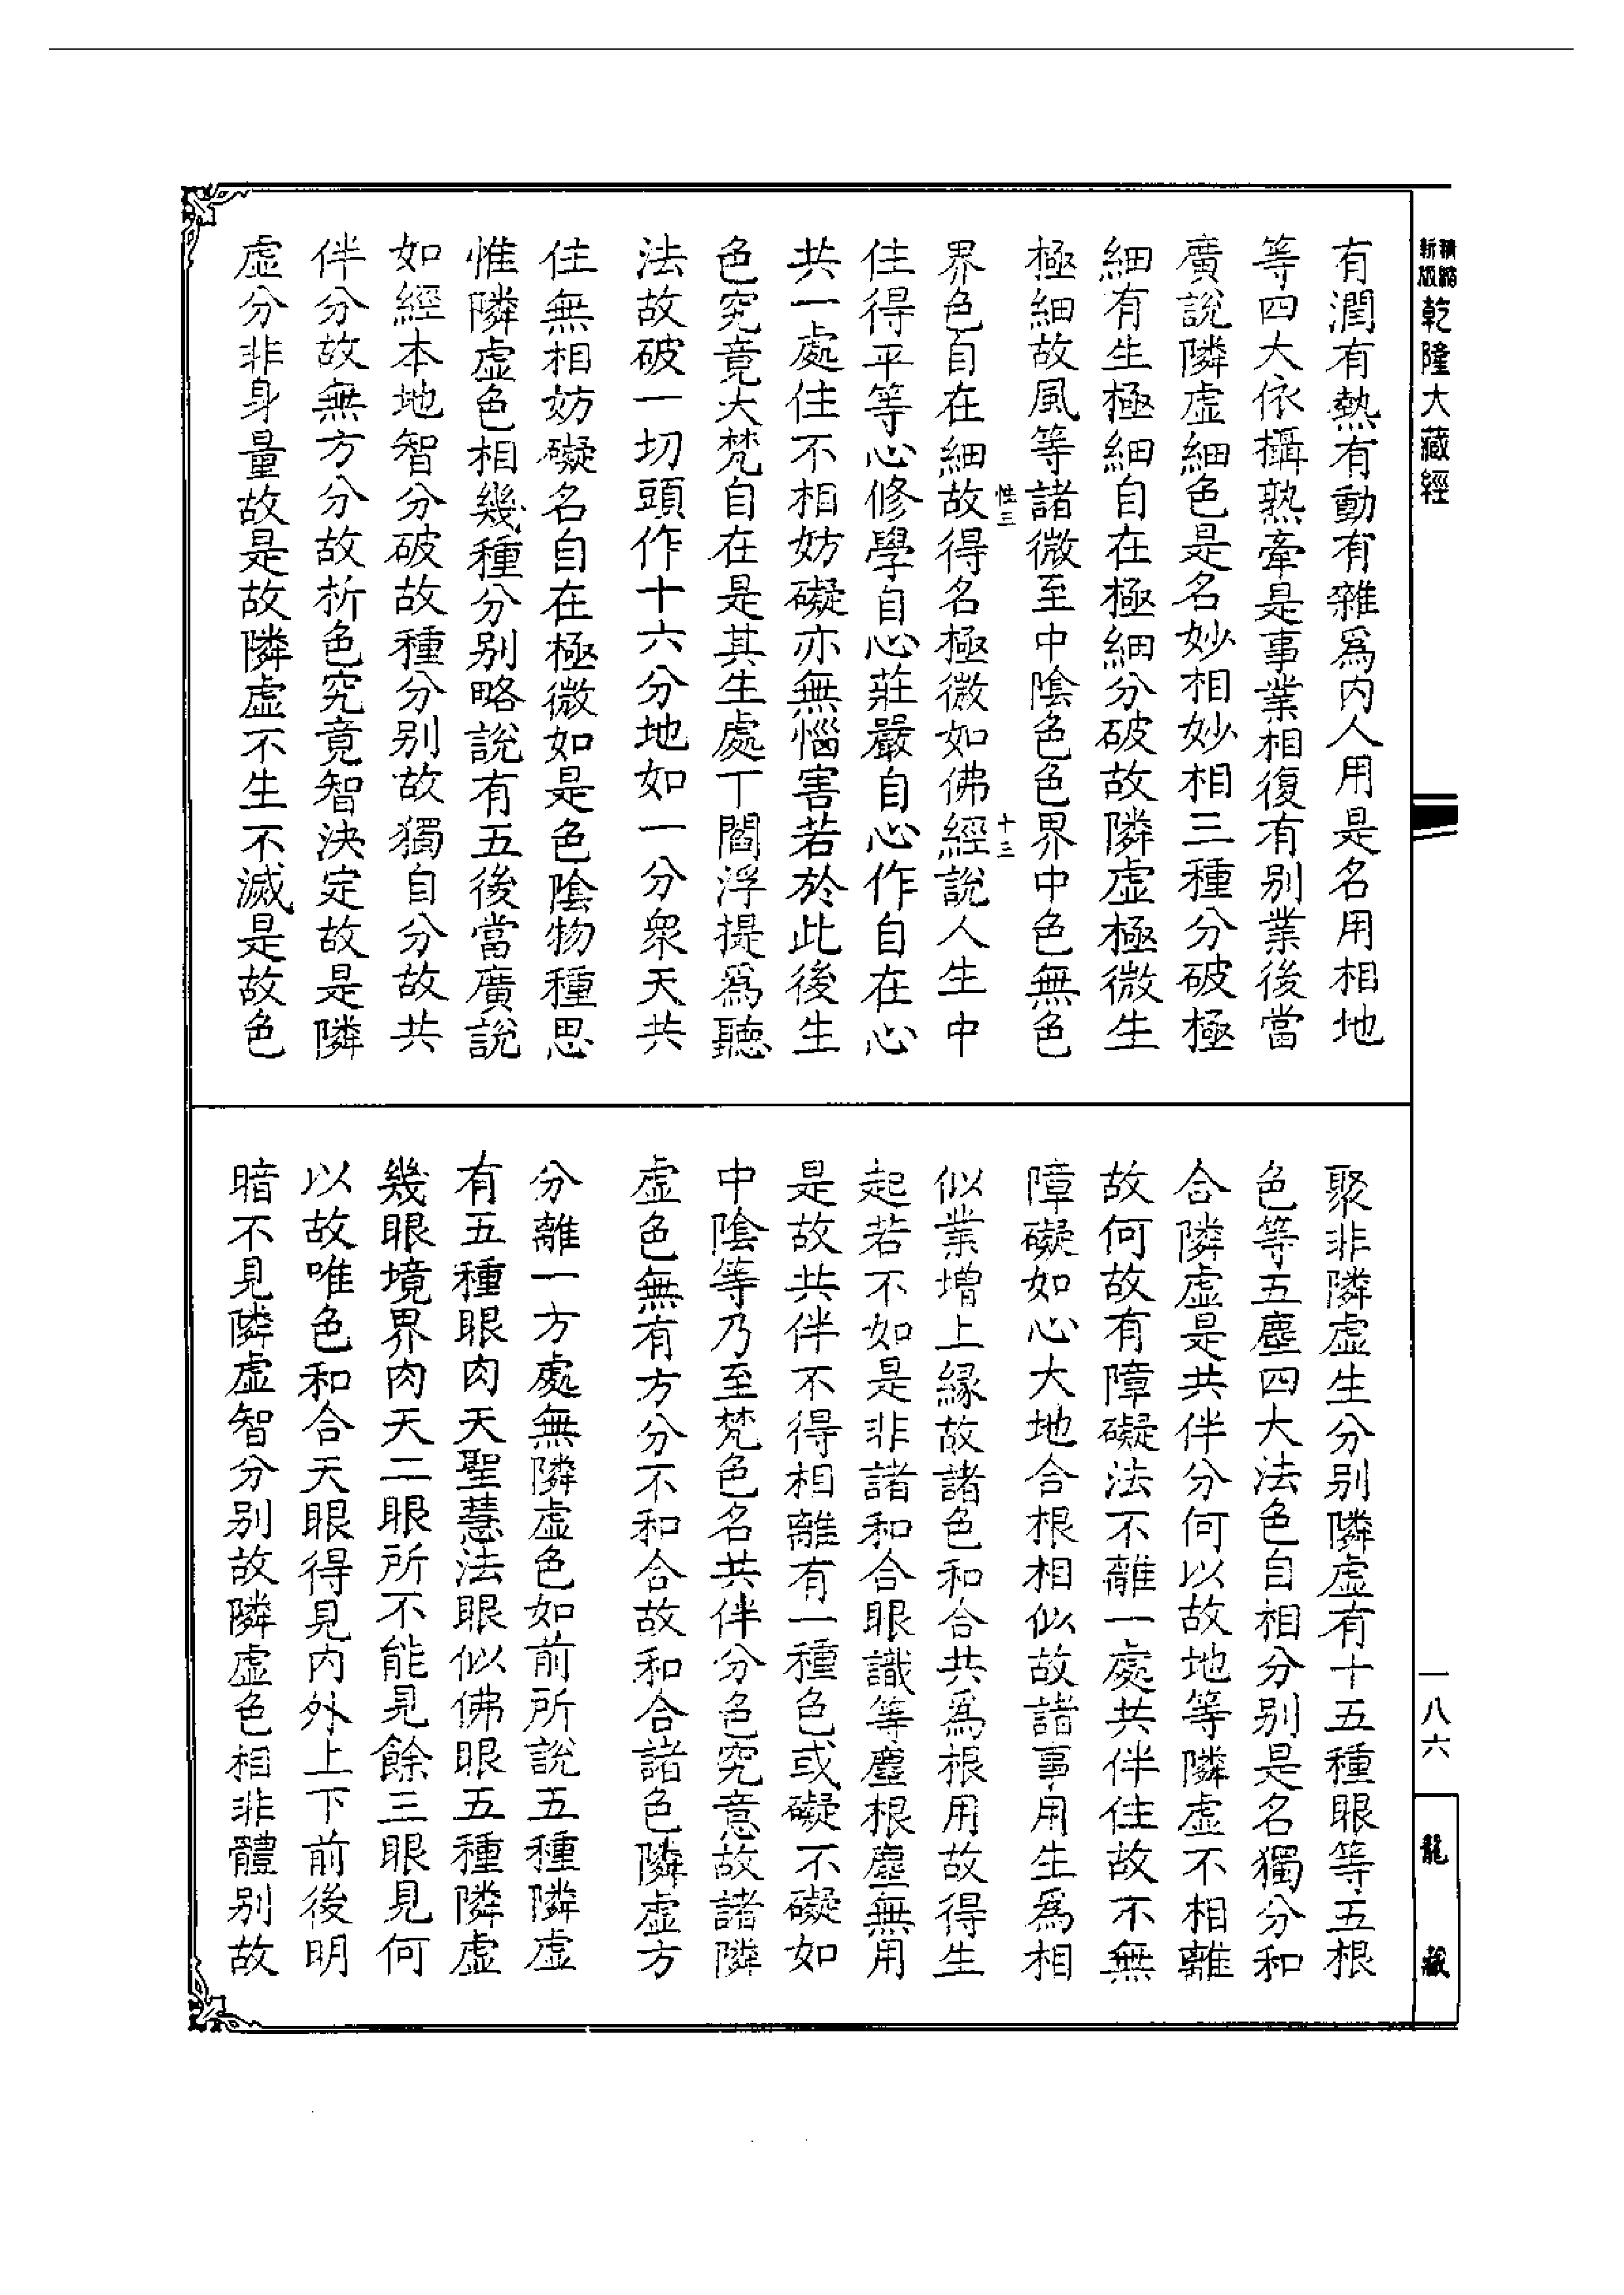 精縮新版 乾隆大藏經
有潤有熱有動有雜爲內人用是名用相地
等四大依攝熟牽是事業相復有别業後當
廣說隣虛細色是名妙相妙相三種分破極
細有生極細自在極細分破故隣虛極微生
極細故風等諸微至中陰色色界中色無色
性三 十三
界色自在細故得名極微如佛經說人生中
住得平等心修學自心莊嚴自心作自在心
共一處住不相妨礙亦無惱害若於此後生
色究竟大梵自在是其生處丅閻浮提爲聽
法故破一切頭作十六分地如一分衆天共
住無相妨礙名自在極微如是色陰物種思
惟隣虛色相幾種分别略說有五後當廣說
如經本地智分破故種分别故獨自分故共
伴分故無方分故析色究竟智決定故是隣
虛分非身量故是故隣虛不生不滅是故色
聚非隣虛生分别隣虛有十五種眼等五根
色等五塵四大法色自相分别是名獨分和
合隣虛是共伴分何以故地等隣虛不相離
故何故有障礙法不離一處共伴住故不無
障礙如心大地合根相似故諸事用生爲相
似業增上緣故諸色和合共爲根用故得生
起若不如是非諸和合眼識等塵根塵無用
是故共伴不得相離有一種色或礙不礙如
中陰等乃至梵色名共伴分色究意故諸隣
虛色無有方分不和合故和合諸色隣虛方
分離一方處無隣虛色如前所說五種隣虛
有五種眼肉天聖慧法眼似佛眼五種隣虛
幾眼境界肉天二眼所不能見餘三眼見何
以故唯色和合天眼得見內外上下前後明
暗不見隣虛智分别故隣虛色相非體别故
一八六
龍藏